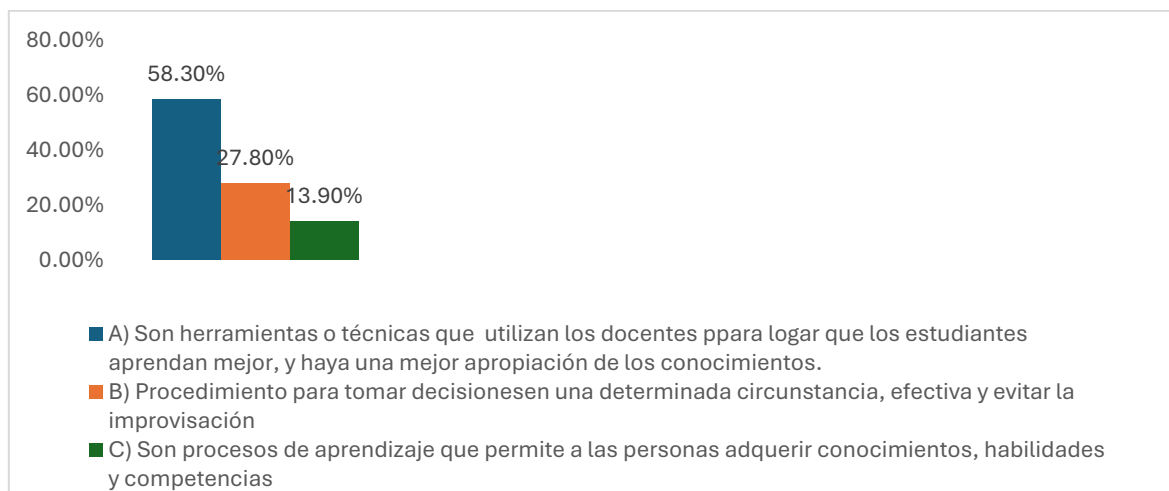 80.00%
58.30%
60.00%
40.00%
27.80%
13.90%
20.00%
0.00%
A) Son herramientas o técnicas que  utilizan los docentes ppara logar que los estudiantes
aprendan mejor, y haya una mejor apropiación de los conocimientos.
B) Procedimiento para tomar decisionesen una determinada circunstancia, efectiva y evitar la
improvisación
C) Son procesos de aprendizaje que permite a las personas adquerir conocimientos, habilidades
y competencias